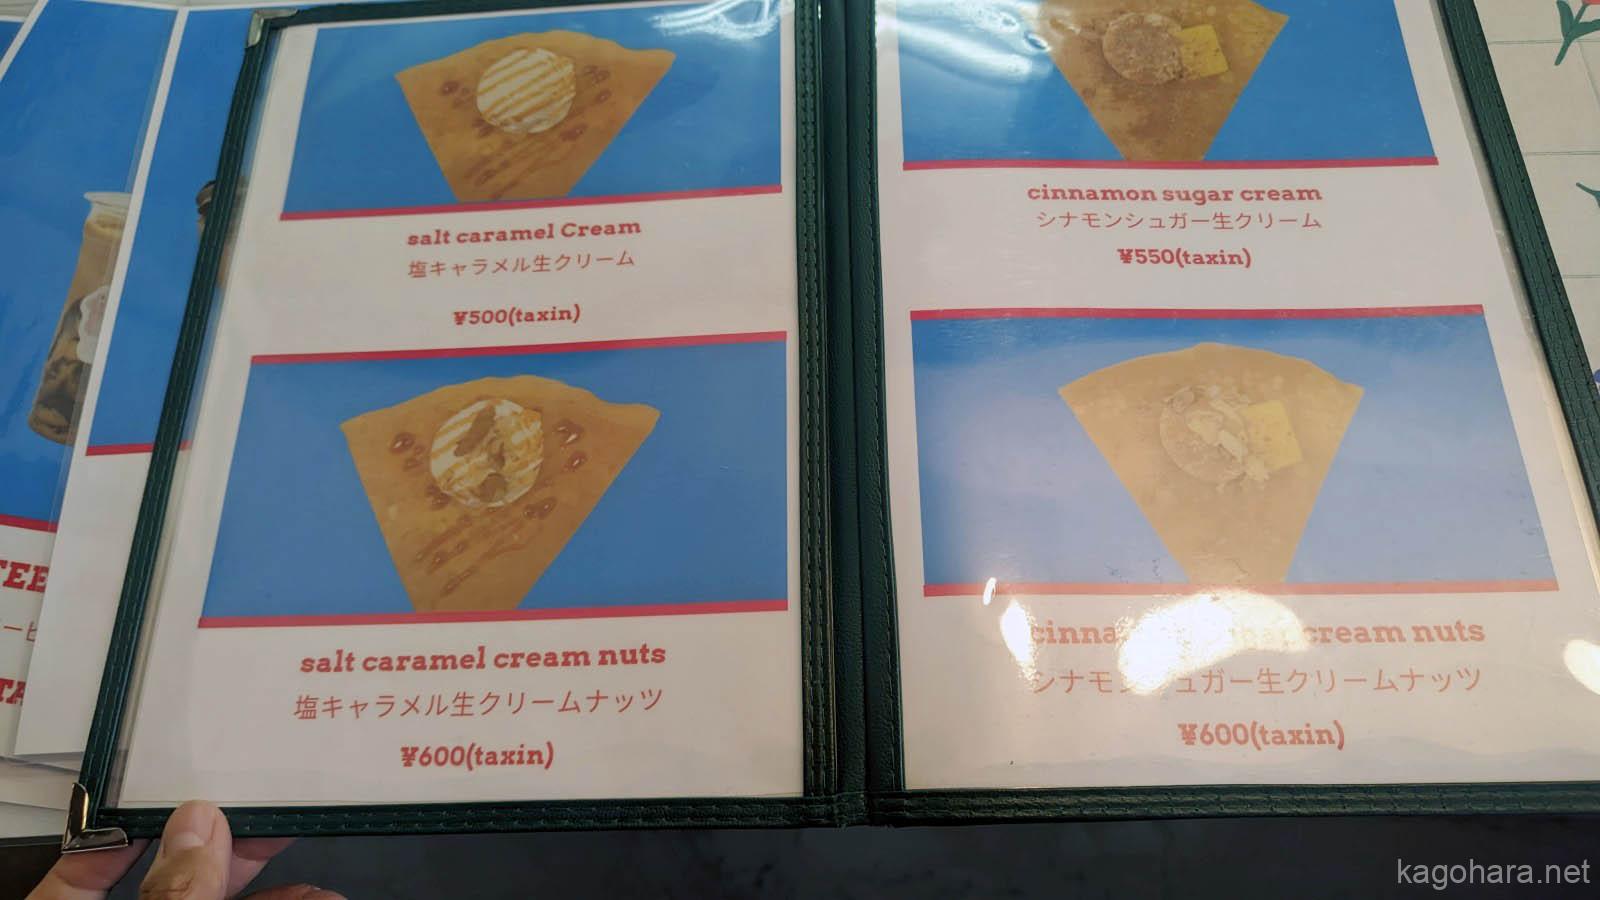 salt caramel Cream
塩キャラメル生クリーム
¥500(taxin)
salt caramel cream nuts
塩キャラメル生クリームナッツ
¥600(taxin)
cinnamon sugar cream
シナモンシュガー生クリーム
¥550(taxin)
cream nuts
シナモンシュガー生クリームナッツ
¥600(taxin)
kagohara.net